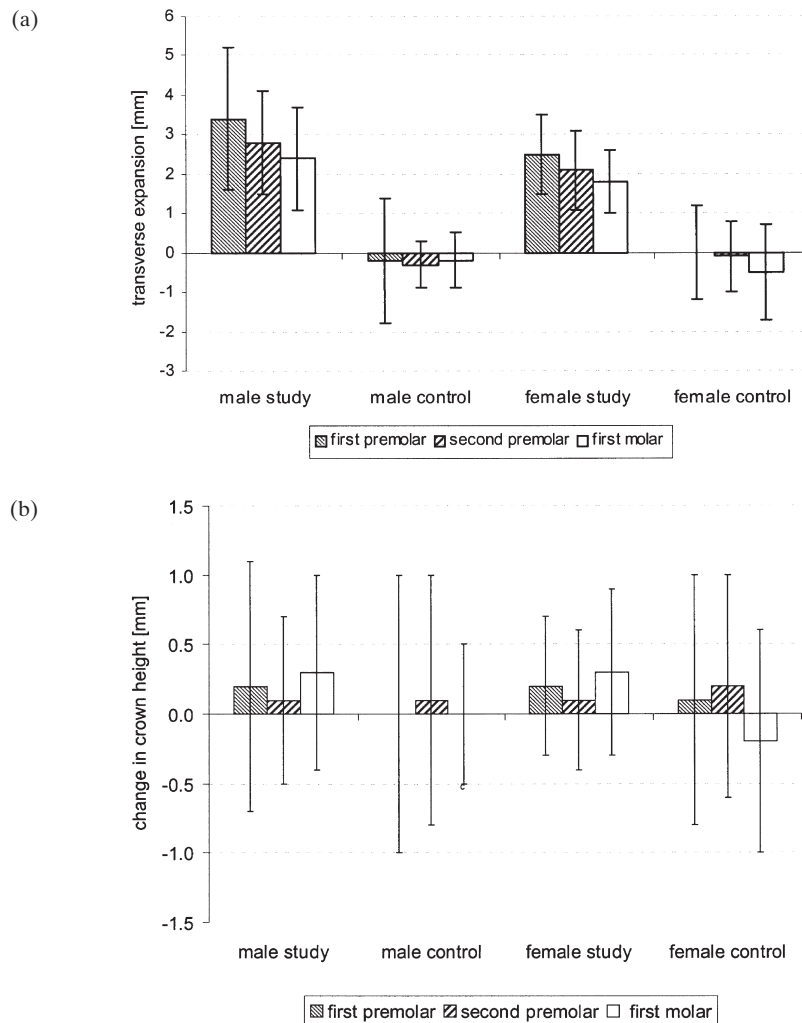 (a)
transverse expansion [mm]
6
5
4
3
2
1
0
-1
-2
-3
male study male control female study female control
first premolar second premolar first molar
(b)
change in crown height [mm]
1.5
1.0
0.5
0.0
-0.5
-1.0
-1.5
male study male control female study female control
first premolar second premolar first molar